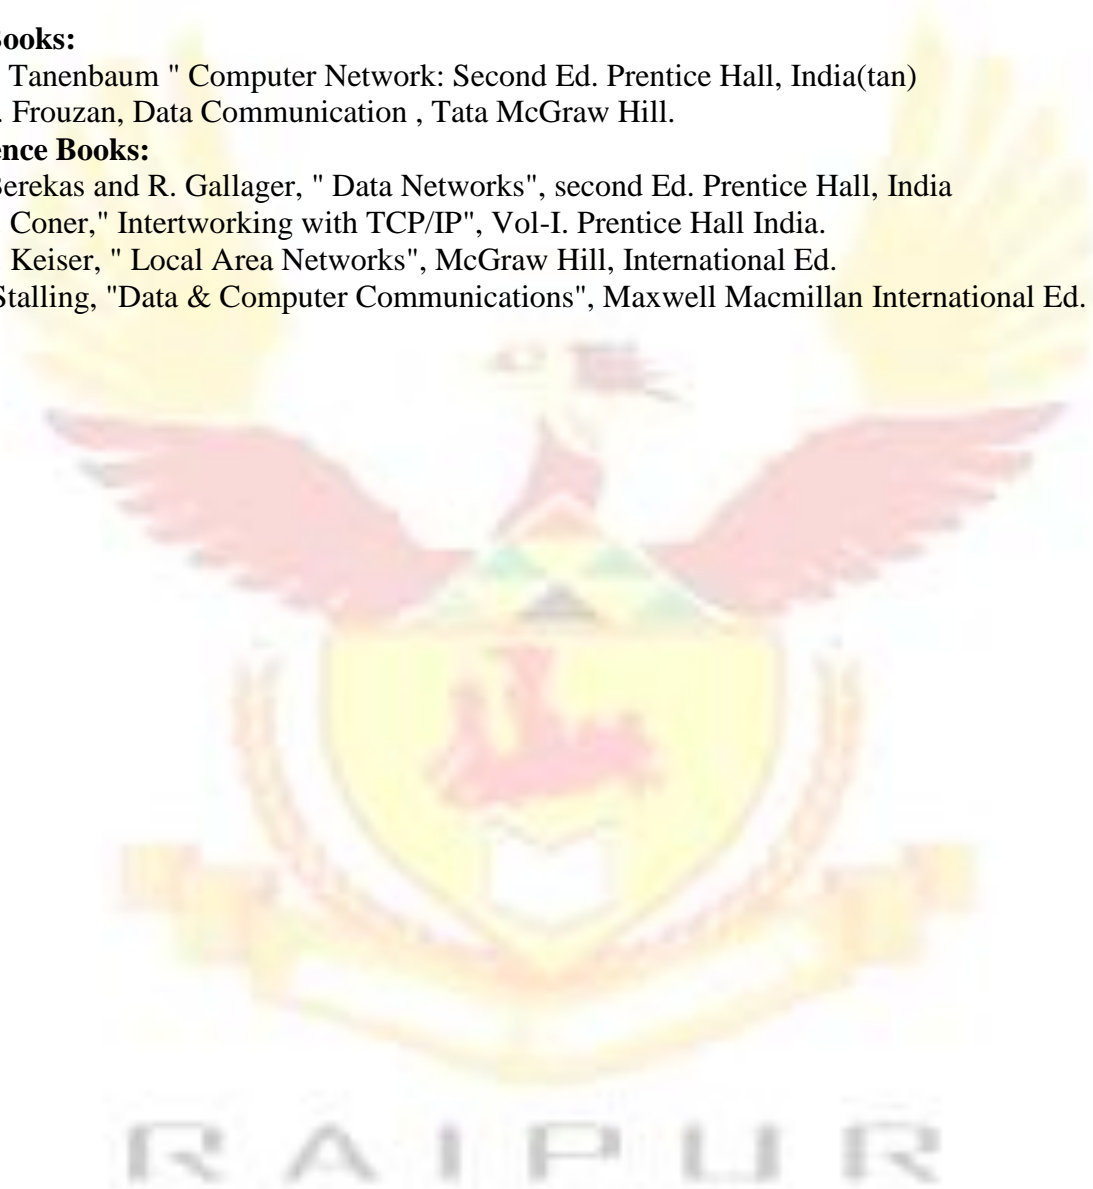 ooks:
Tanenbaum " Computer Network: Second Ed. Prentice Hall, India(tan)
. Frouzan, Data Communication , Tata McGraw Hill.
ence Books:
erekas and R. Gallager, " Data Networks", second Ed. Prentice Hall, India
Coner," Intertworking with TCP/IP", Vol-I. Prentice Hall India.
Keiser, " Local Area Networks", McGraw Hill, International Ed.
Stalling, "Data & Computer Communications", Maxwell Macmillan International Ed.
RAIPUR